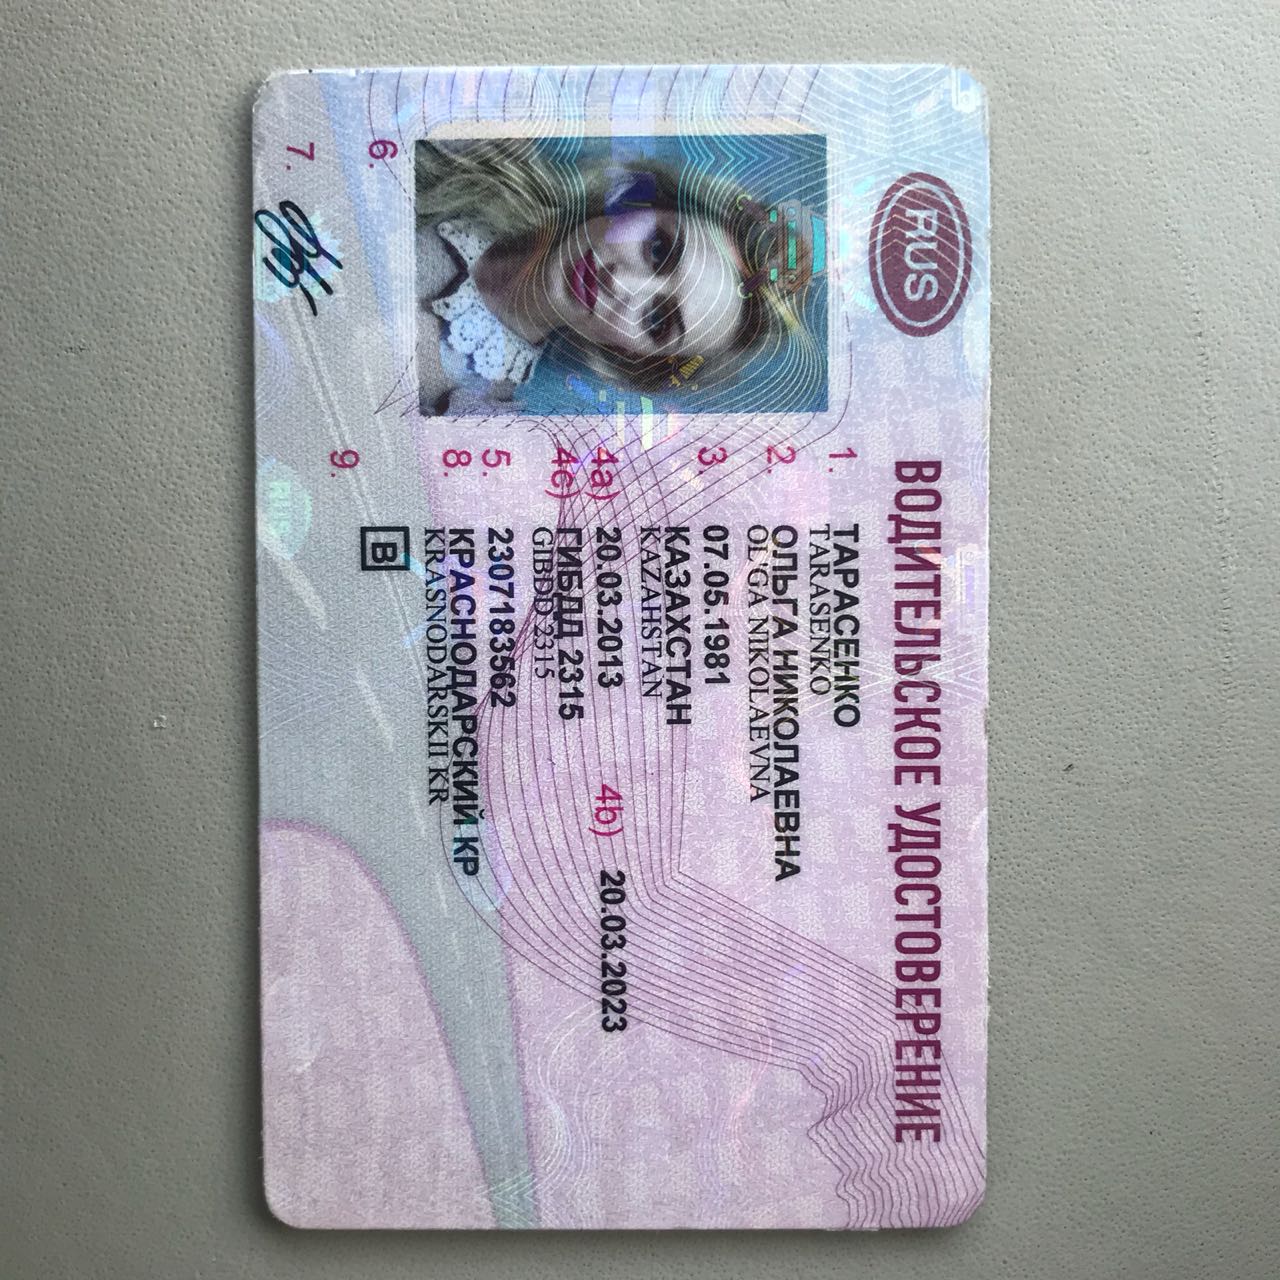 RUS
ВОДИТЕЛЬСКОЕ УДОСТОВЕРЕНИЕ
1. ТАРАСЕНКО
TARASENKO
2. ОЛЬГА НИКОЛАЕВНА
OL'GA NIKOLAEVNA
3. 07.05.1981
КАЗАХСТАН
KAZAHSTAN
4a) 20.03.2013 4b) 20.03.2023
4c) ГИБДД 2315
GIBDD 2315
5. 2307183562
8. КРАСНОДАРСКИЙ КР
KRASNODARSKII KR
6.
9. B
7.